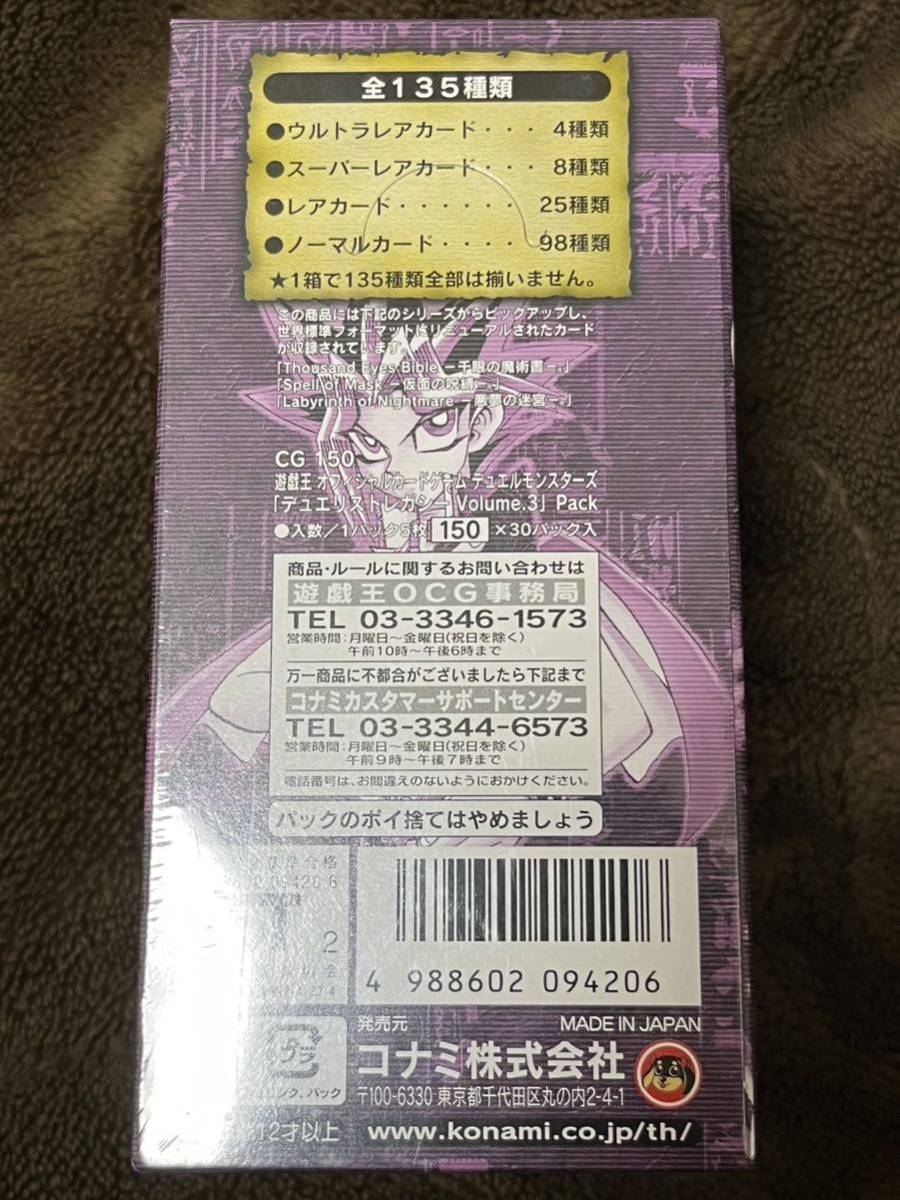 全135種類
●ウルトラレアカード・・・ 4種類
●スーパーレアカード・・・ 8種類
●レアカード・・・・・・ 25種類
●ノーマルカード・・・・ 98種類
★1箱で135種類全部は揃いません。
この商品には下記のシリーズからピックアップし、
世界標準フォーマットにリニューアルされたカード
が収録されています。
「Thousand Eyes Bible －千眼の魔術書－」
「Spell of Mask －仮面の呪縛－」
「Labyrinth of Nightmare －悪夢の迷宮－」
CG 150
遊戯王 オフィシャルカードゲーム デュエルモンスターズ
「デュエリストレガシー Volume.3」 Pack
●入数/1パック5枚 150 ×30パック入
商品・ルールに関するお問い合わせは
遊戯王OCG事務局
TEL 03-3346-1573
営業時間：月曜日～金曜日(祝日を除く)
午前10時～午後6時まで
万一商品に不都合がございましたら下記まで
コナミカスタマーサポートセンター
TEL 03-3344-6573
営業時間：月曜日～金曜日(祝日を除く)
午前9時～午後7時まで
電話番号は、お間違えのないようにおかけください。
パックのポイ捨てはやめましょう
準合格
094206
2
4 988602 094206
発売元 MADE IN JAPAN
コナミ株式会社
〒100-6330 東京都千代田区丸の内2-4-1
プラ
パック
12才以上 www.konami.co.jp/th/